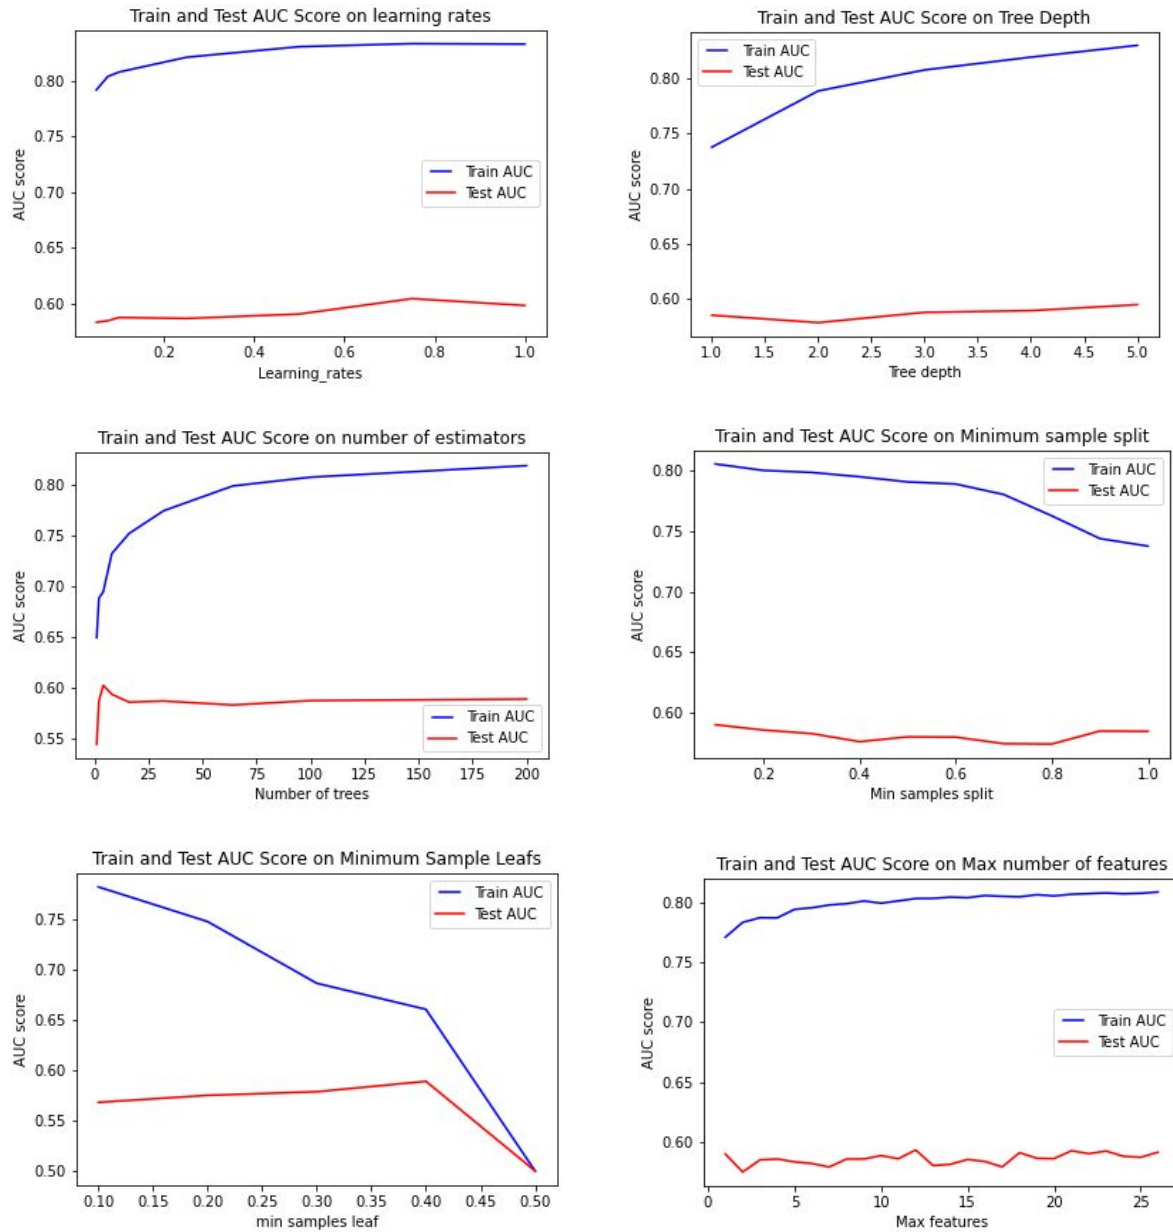 Train and Test AUC Score on learning rates
0.80
0.75
0.70
0.65
0.60
AUC score
Train AUC
Test AUC
0.2 0.4 0.6 0.8 1.0
Learning_rates
Train and Test AUC Score on Tree Depth
0.80
0.75
0.70
0.65
0.60
AUC score
Train AUC
Test AUC
1.0 1.5 2.0 2.5 3.0 3.5 4.0 4.5 5.0
Tree depth
Train and Test AUC Score on number of estimators
0.80
0.75
0.70
0.65
0.60
0.55
AUC score
Train AUC
Test AUC
0 25 50 75 100 125 150 175 200
Number of trees
Train and Test AUC Score on Minimum sample split
0.80
0.75
0.70
0.65
0.60
AUC score
Train AUC
Test AUC
0.2 0.4 0.6 0.8 1.0
Min samples split
Train and Test AUC Score on Minimum Sample Leafs
0.75
0.70
0.65
0.60
0.55
0.50
AUC score
Train AUC
Test AUC
0.10 0.15 0.20 0.25 0.30 0.35 0.40 0.45 0.50
min samples leaf
Train and Test AUC Score on Max number of features
0.80
0.75
0.70
0.65
0.60
AUC score
Train AUC
Test AUC
0 5 10 15 20 25
Max features